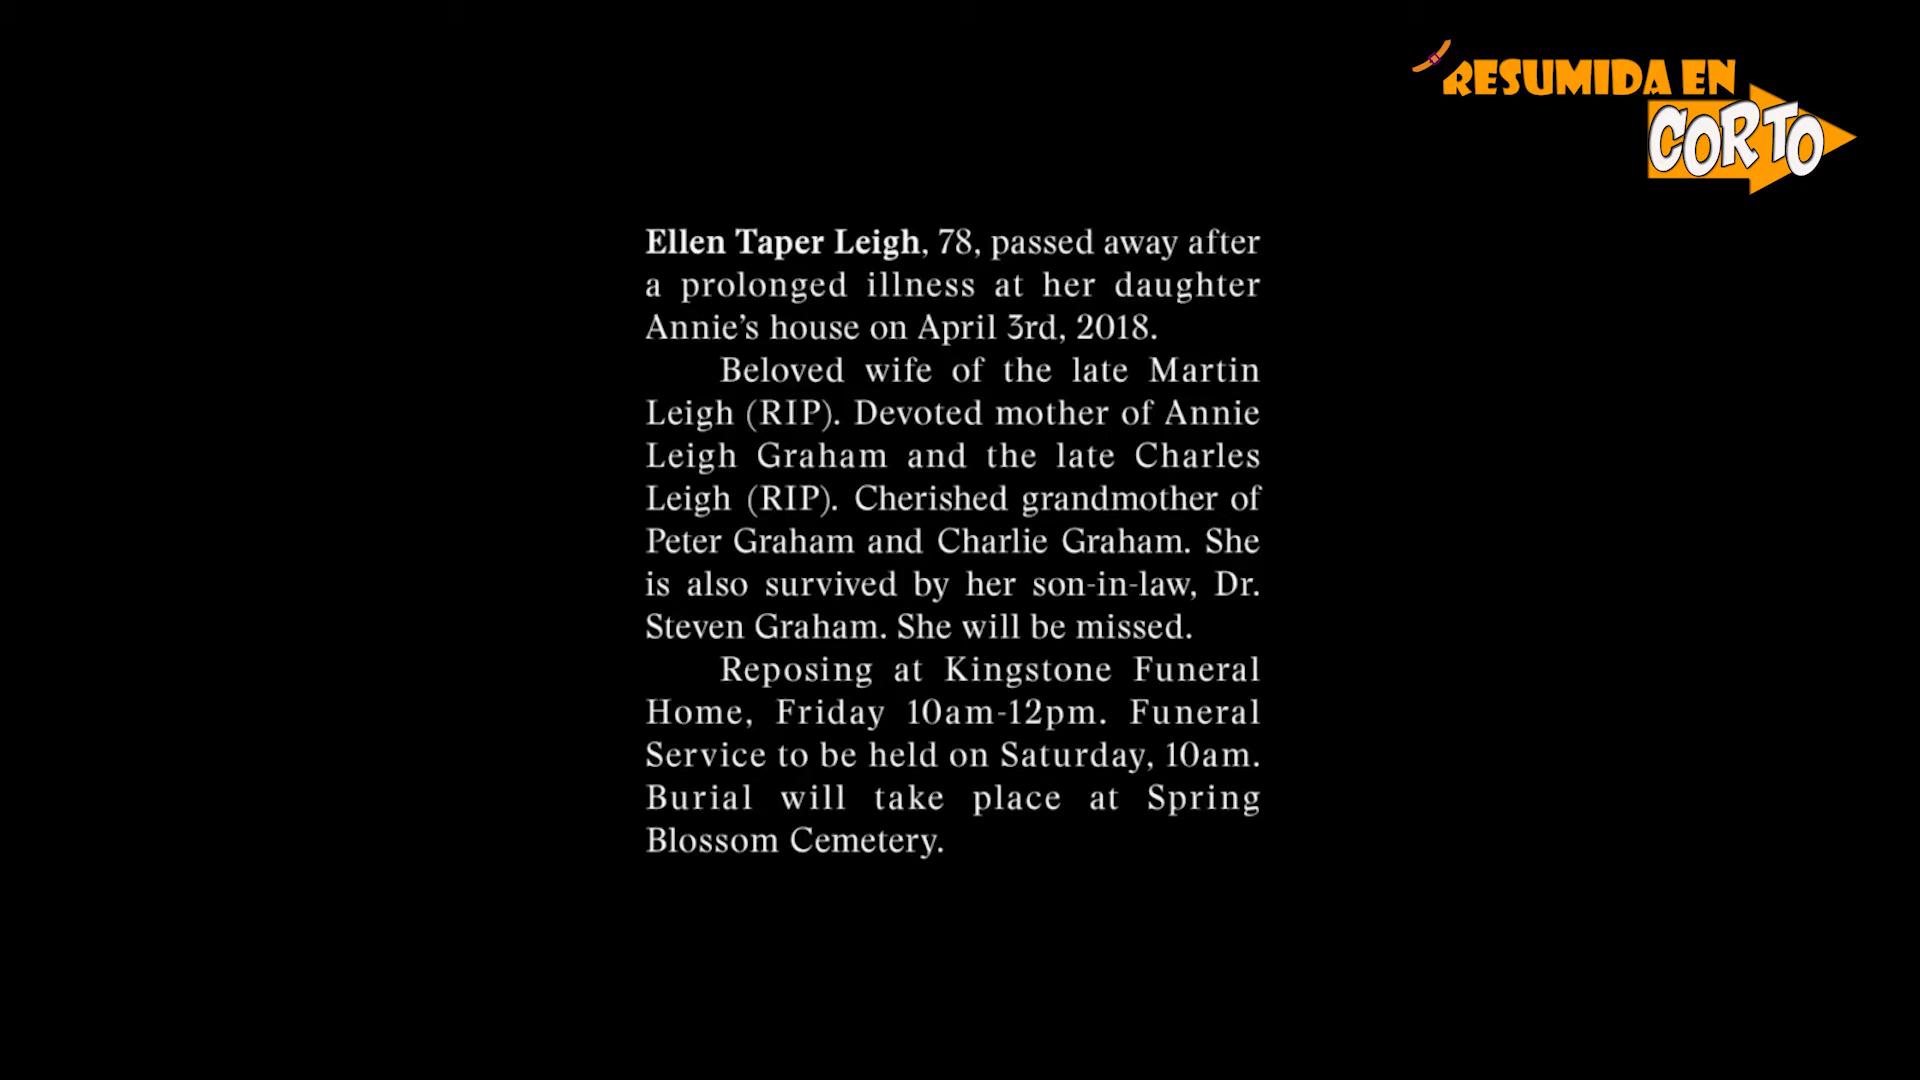 RESUMIDA EN
CORTO
Ellen Taper Leigh, 78, passed away after
a prolonged illness at her daughter
Annie’s house on April 3rd, 2018.
Beloved wife of the late Martin
Leigh (RIP). Devoted mother of Annie
Leigh Graham and the late Charles
Leigh (RIP). Cherished grandmother of
Peter Graham and Charlie Graham. She
is also survived by her son-in-law, Dr.
Steven Graham. She will be missed.
Reposing at Kingstone Funeral
Home, Friday 10am-12pm. Funeral
Service to be held on Saturday, 10am.
Burial will take place at Spring
Blossom Cemetery.